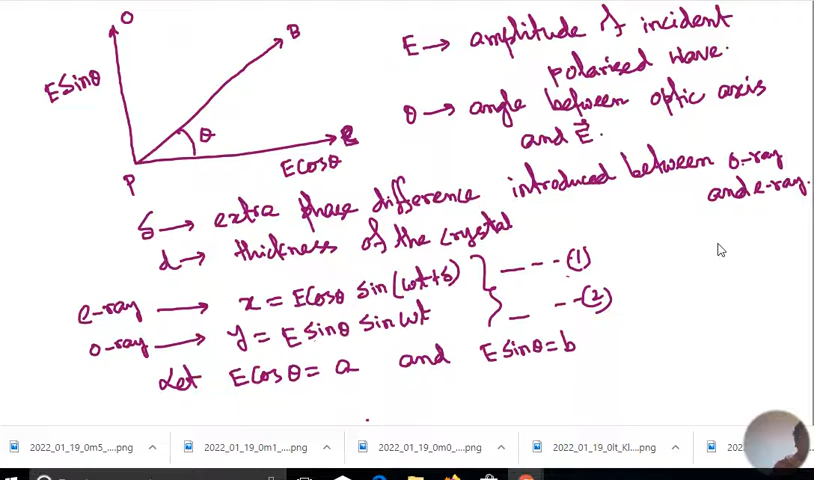 O
B
E Sinθ
θ
P
E Cosθ
E → amplitude of incident
polarised wave.
θ → angle between optic axis
and E⃗.
δ → extra phase difference introduced between o-ray
and e-ray.
d → thickness of the crystal
e-ray → x = E Cosθ sin(ωt+δ) } --- (1)
o-ray → y = E Sinθ sin ωt } --- (2)
Let E Cos θ = a and E Sinθ = b
2022_01_19_0m5_....png
2022_01_19_0m1_....png
2022_01_19_0m0_....png
2022_01_19_0lt_Kl....png
202